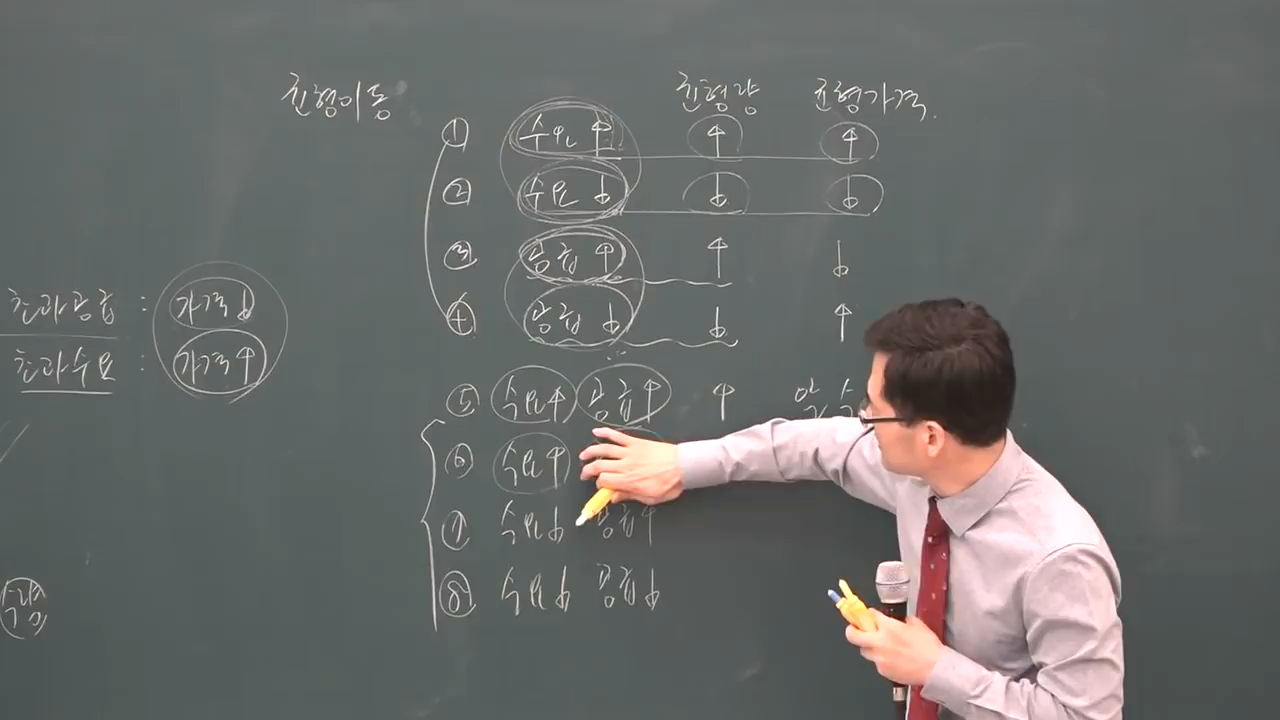 균형이동 균형량 균형가격
① 수요↑ ↑ ↑
② 수요↓ ↓ ↓
③ 공급↑ ↑ ↓
④ 공급↓ ↓ ↑
초과공급 : 가격↓
초과수요 : 가격↑
⑤ 수요↑ 공급↑ ↑ 알 수
⑥ 수요↑
⑦ 수요↓ 공급↑
⑧ 수요↓ 공급↓